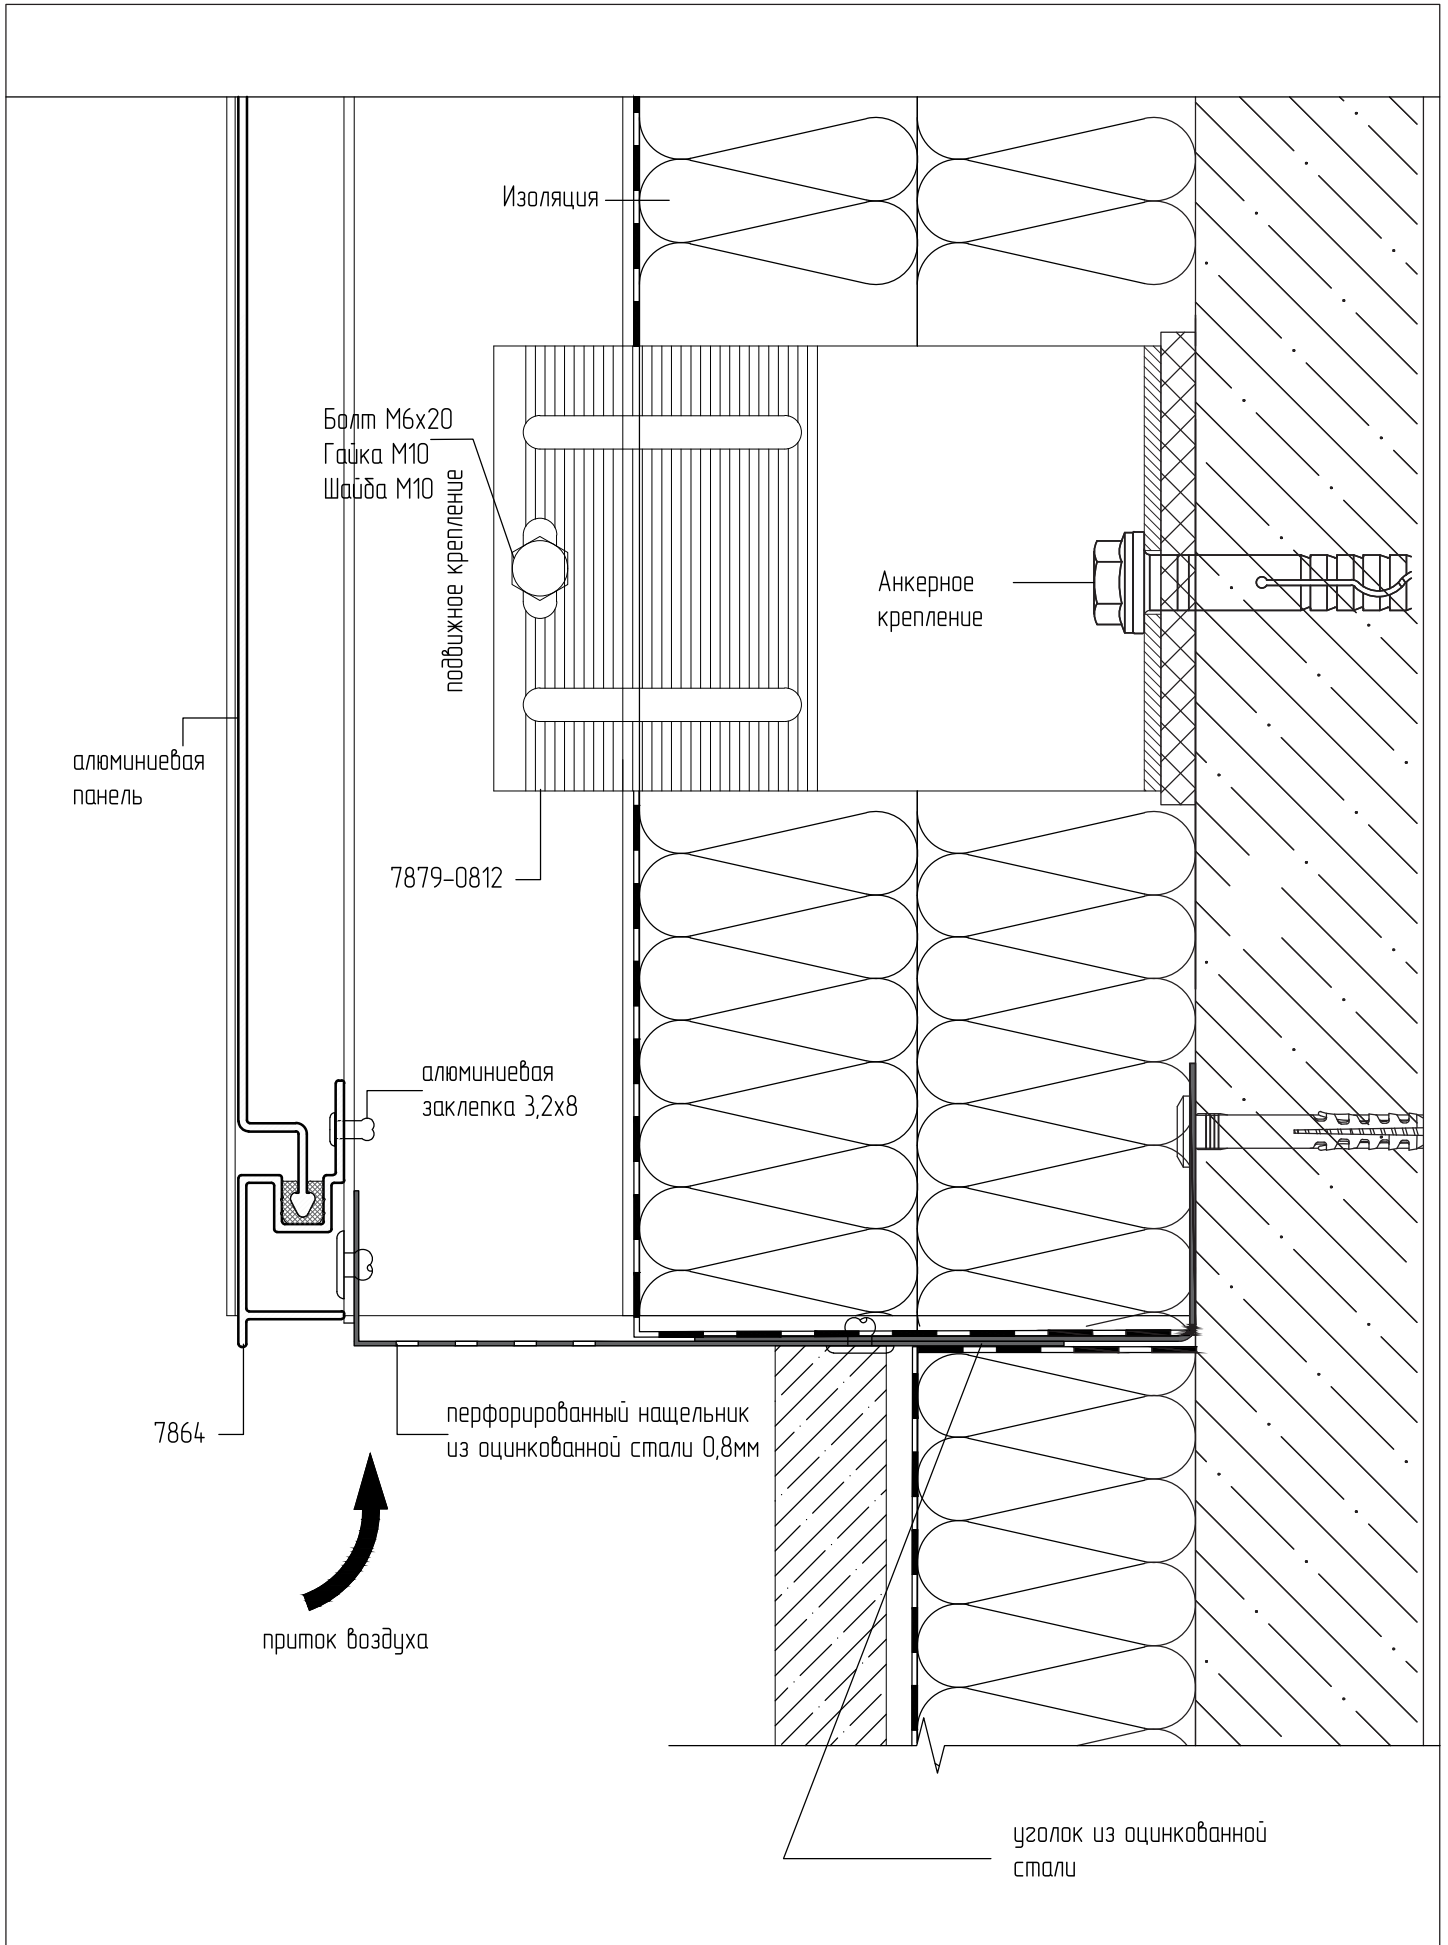 Изоляция
Болт М6х20
Гайка М10
Шайба М10
подвижное крепление
Анкерное
крепление
алюминиевая
панель
7879-0812
алюминиевая
заклепка 3,2х8
перфорированный нащельник
из оцинкованной стали 0,8мм
7864
приток воздуха
уголок из оцинкованной
стали